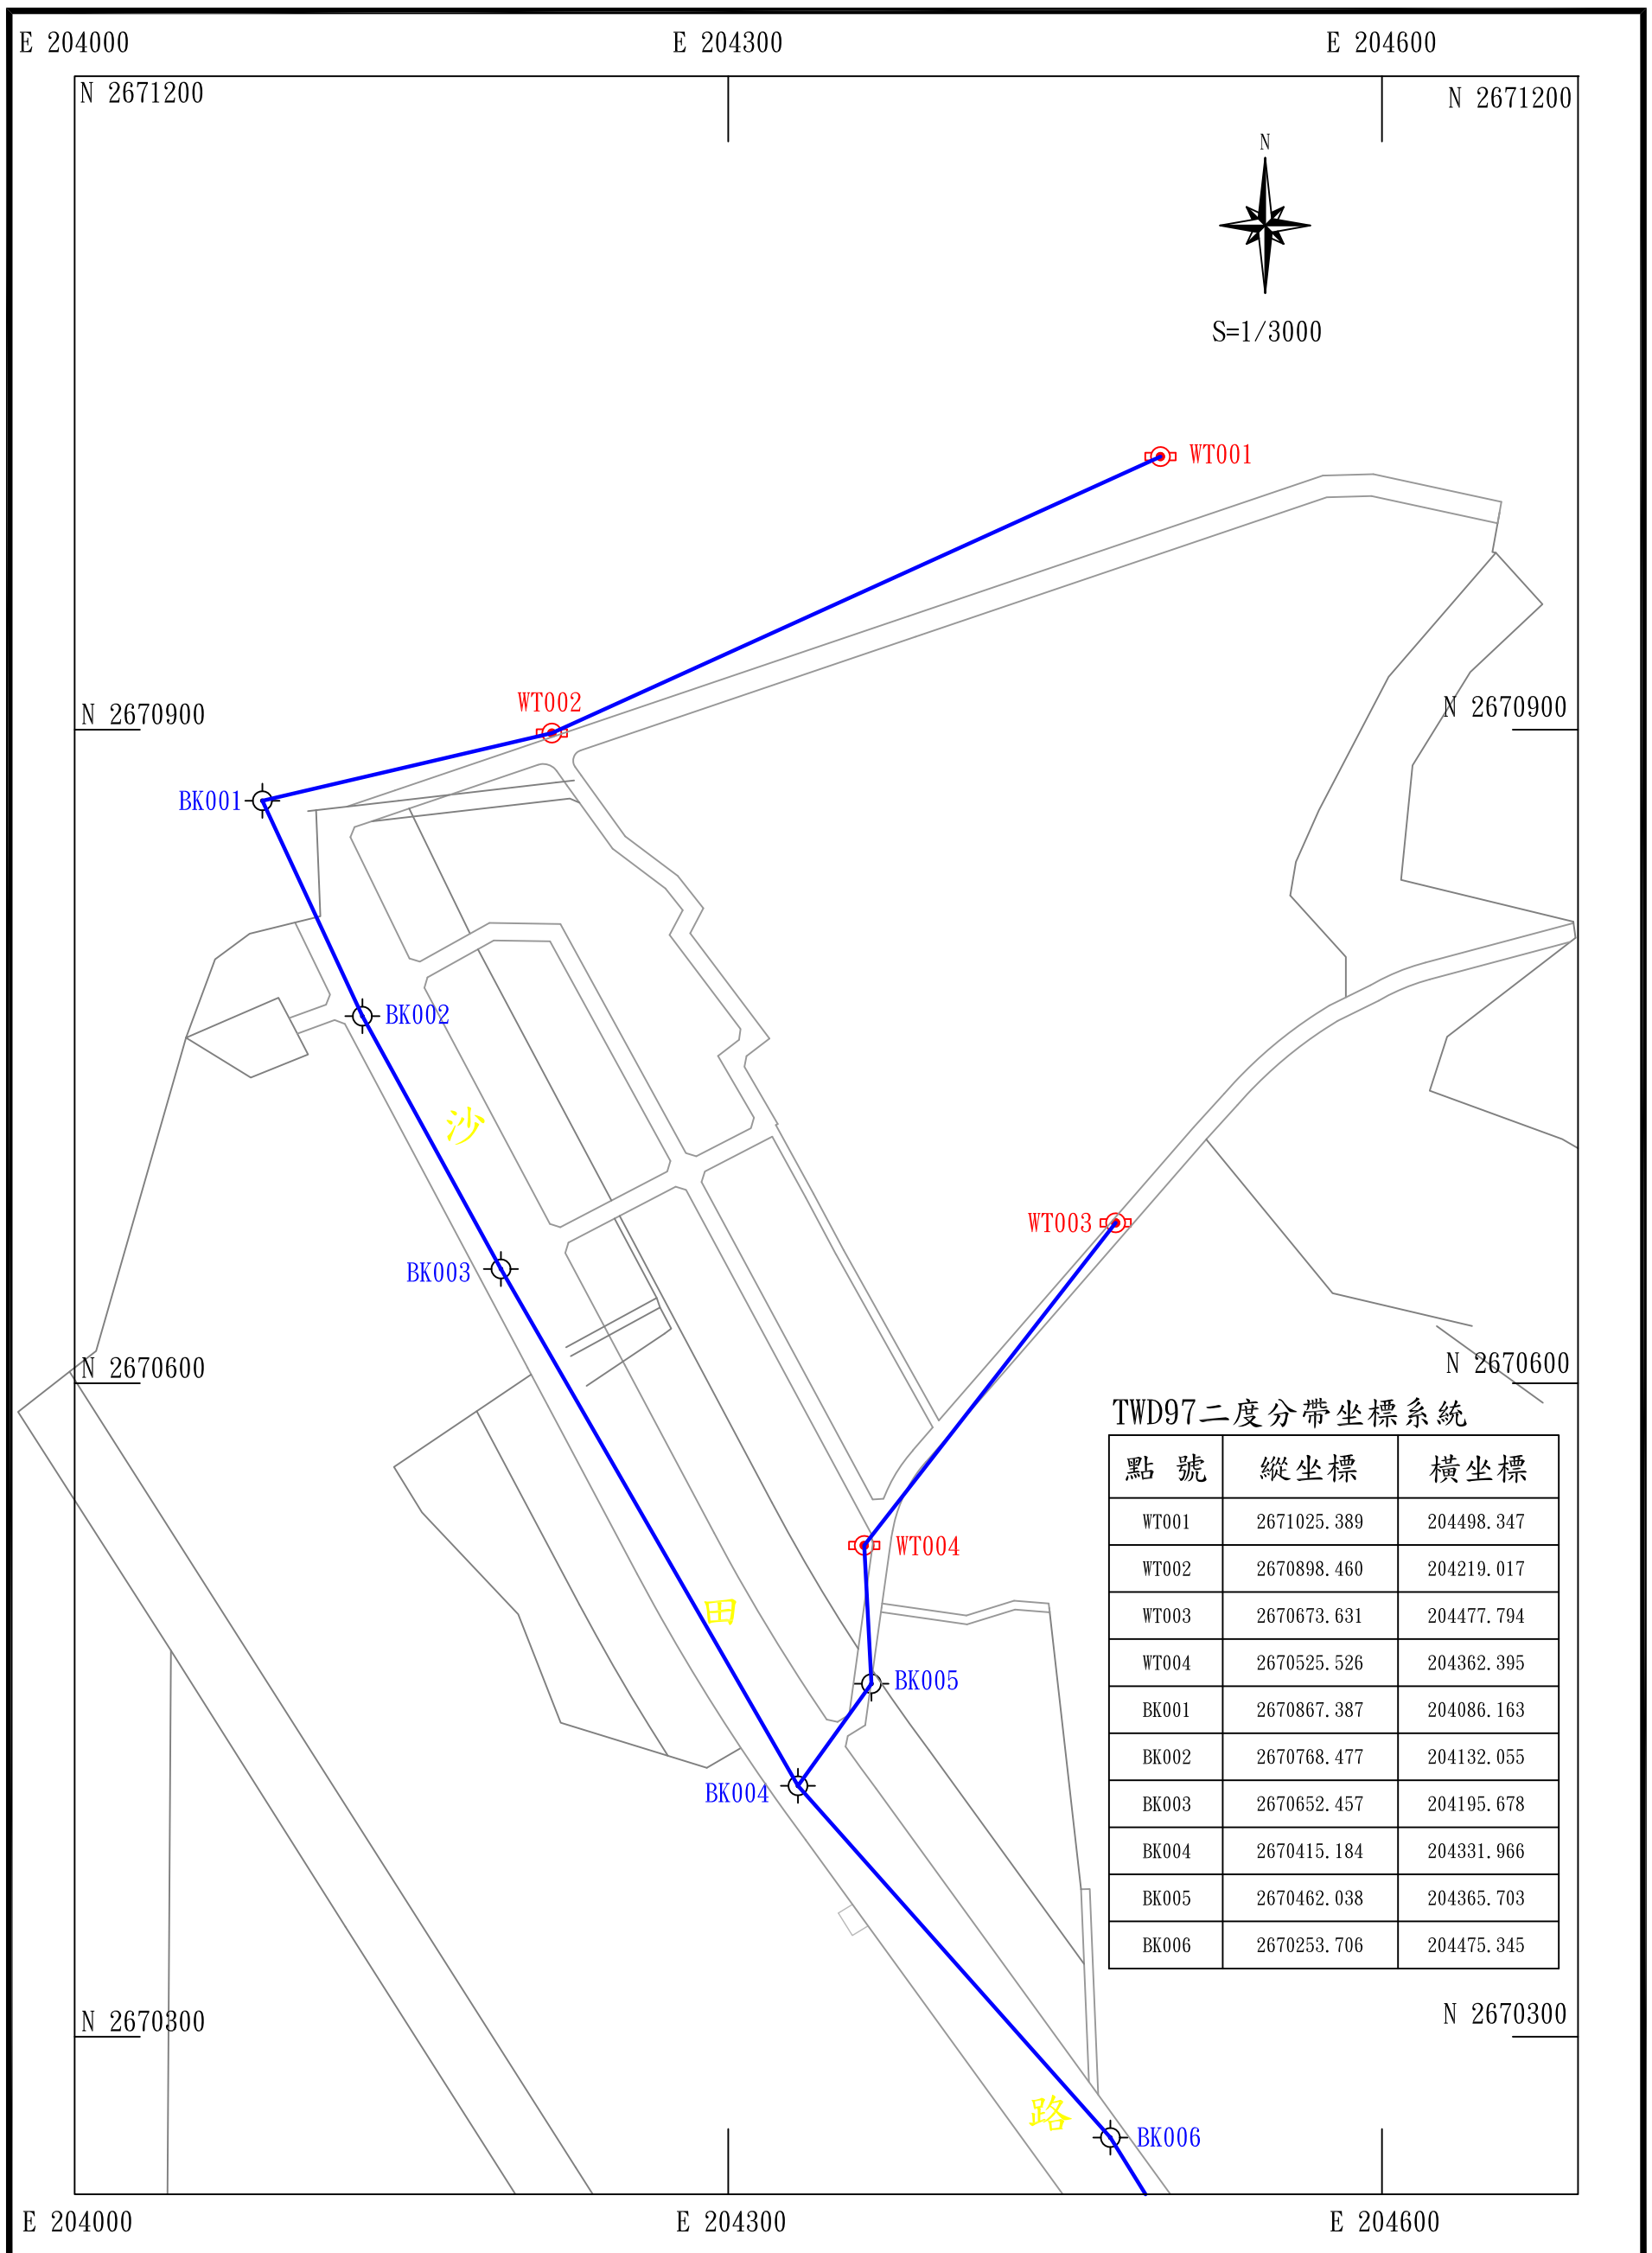 E 204000 E 204300 E 204600
N 2671200 N 2671200
N
S=1/3000
WT001
WT002
N 2670900 N 2670900
BK001
BK002
沙
WT003
BK003
N 2670600 N 2670600
TWD97二度分帶坐標系統
點 號 縱坐標 橫坐標
WT001 2671025.389 204498.347
WT002 2670898.460 204219.017
WT003 2670673.631 204477.794
WT004 2670525.526 204362.395
BK001 2670867.387 204086.163
BK002 2670768.477 204132.055
BK003 2670652.457 204195.678
BK004 2670415.184 204331.966
BK005 2670462.038 204365.703
BK006 2670253.706 204475.345
WT004
田
BK005
BK004
N 2670300 N 2670300
路
BK006
E 204000 E 204300 E 204600